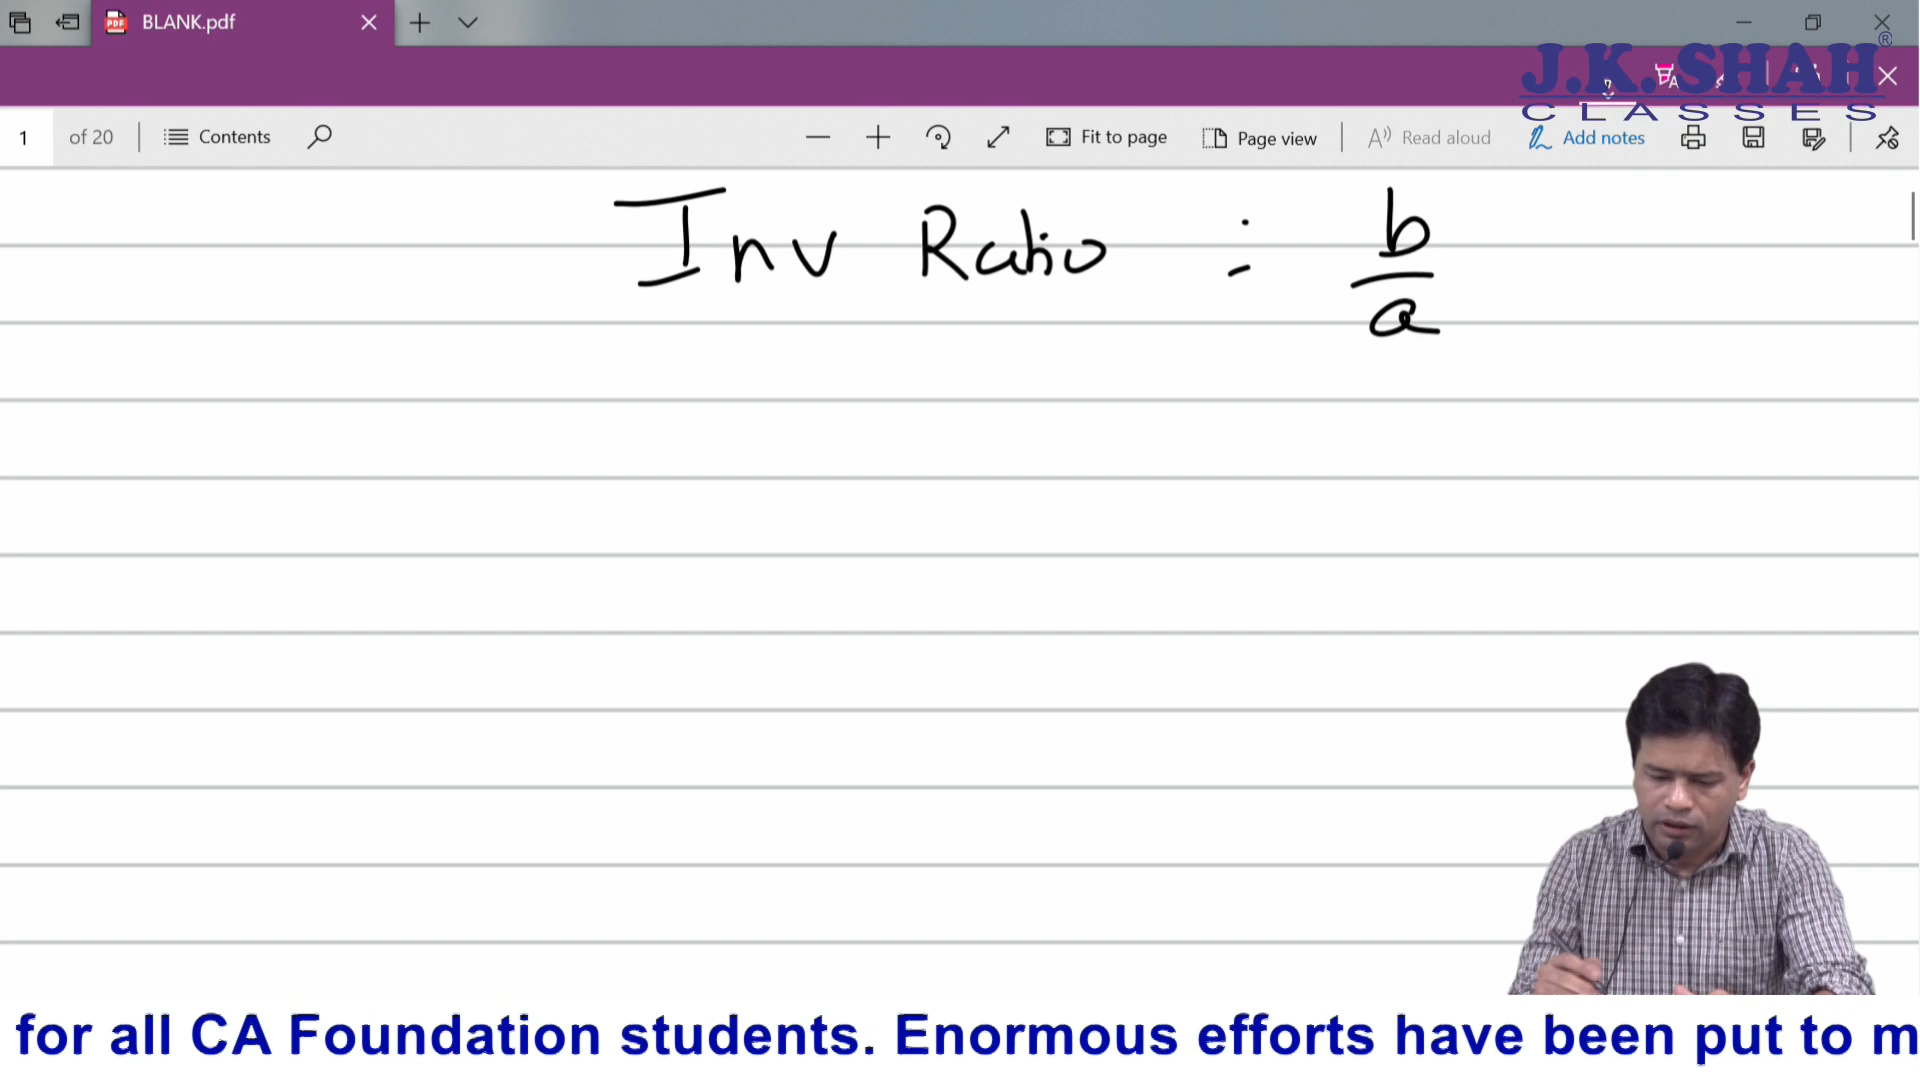 BLANK.pdf
J.K.SHAH®
CLASSES
1 of 20 Contents Fit to page Page view Read aloud Add notes
Inv Ratio = b/a
for all CA Foundation students. Enormous efforts have been put to m